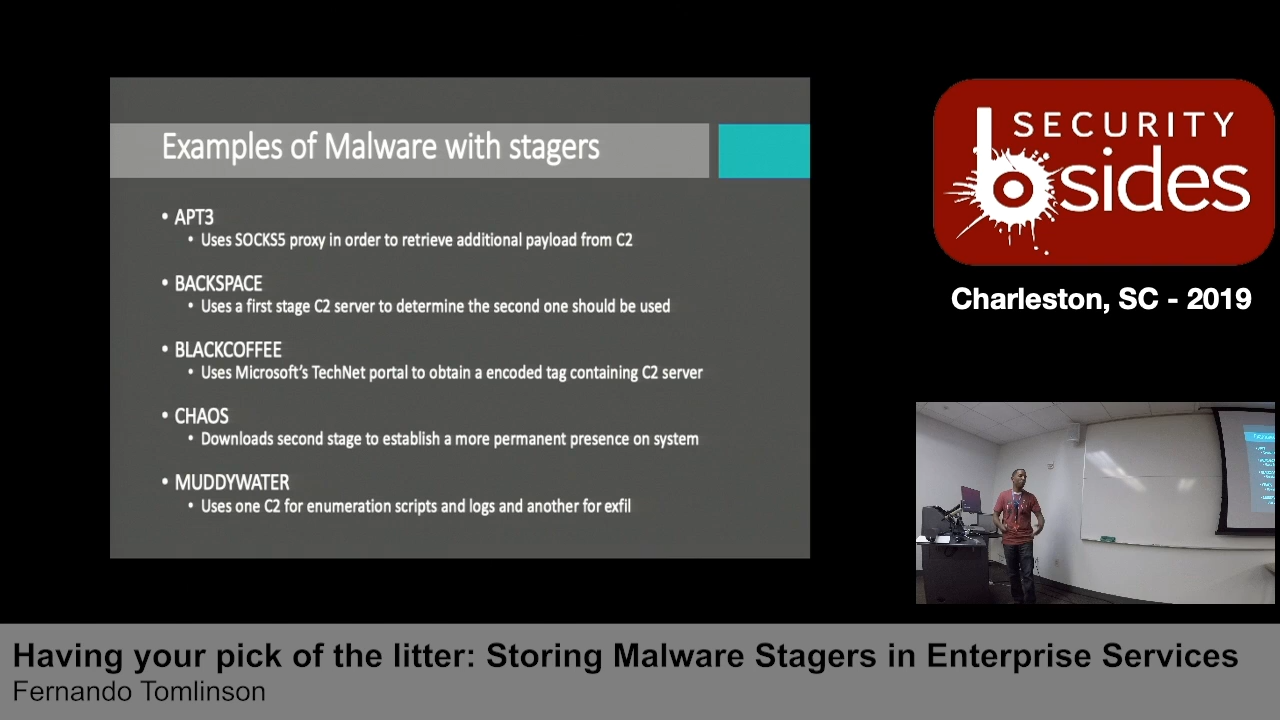 Examples of Malware with stagers
• APT3
• Uses SOCKS5 proxy in order to retrieve additional payload from C2
• BACKSPACE
• Uses a first stage C2 server to determine the second one should be used
• BLACKCOFFEE
• Uses Microsoft's TechNet portal to obtain a encoded tag containing C2 server
• CHAOS
• Downloads second stage to establish a more permanent presence on system
• MUDDYWATER
• Uses one C2 for enumeration scripts and logs and another for exfil
SECURITY
bsides
Charleston, SC - 2019
Having your pick of the litter: Storing Malware Stagers in Enterprise Services
Fernando Tomlinson